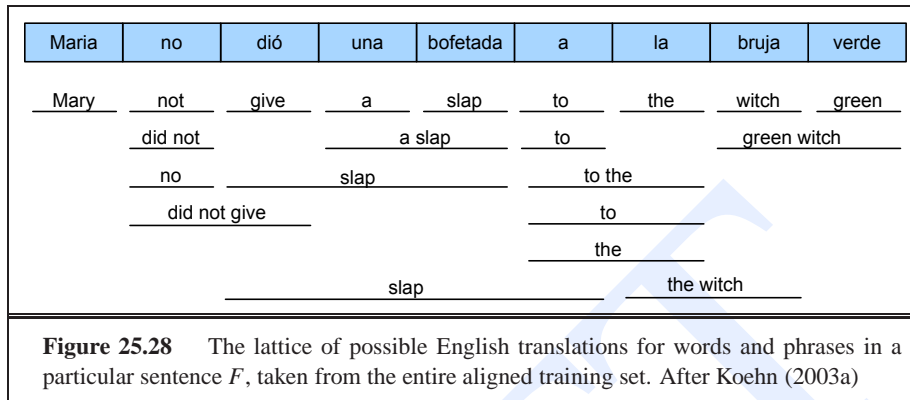 Maria no dió una bofetada a la bruja verde
Mary not give a slap to the witch green
did not a slap to green witch
no slap to the
did not give to
the
slap the witch
Figure 25.28 The lattice of possible English translations for words and phrases in a
particular sentence F, taken from the entire aligned training set. After Koehn (2003a)